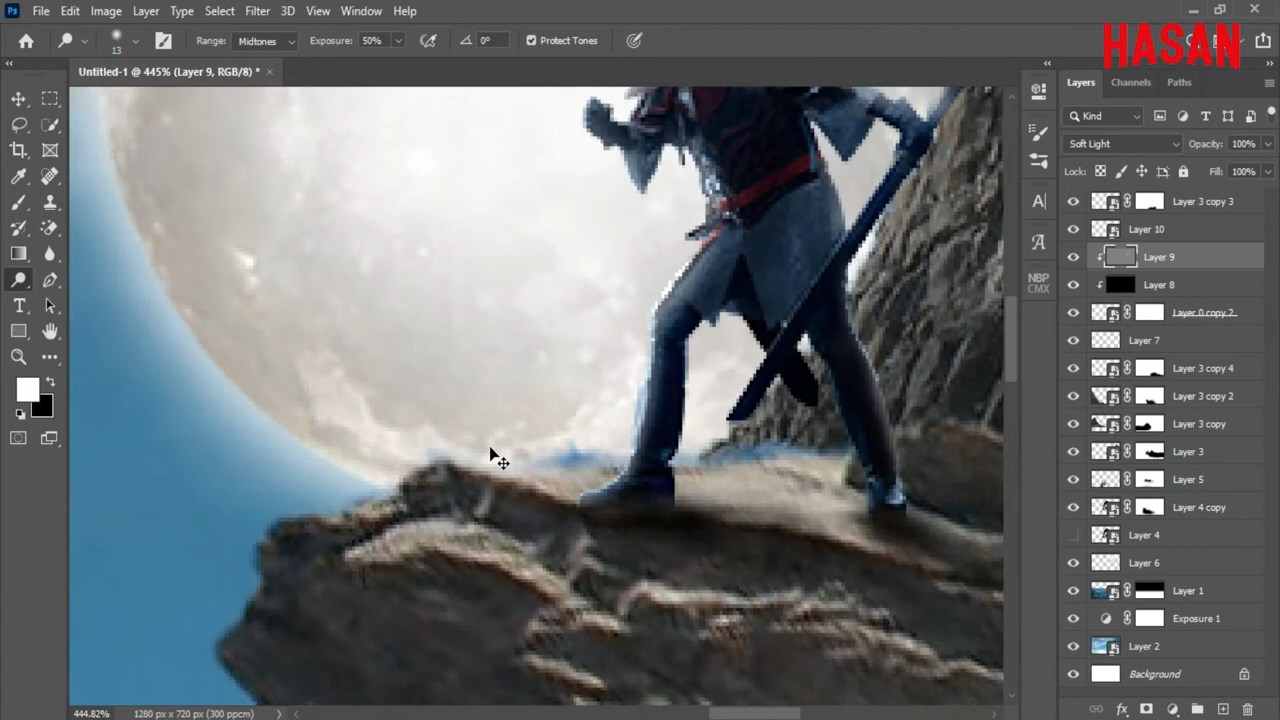 Ps File Edit Image Layer Type Select Filter 3D View Window Help
HASAN
13 Range: Midtones Exposure: 50% 0° Protect Tones
Untitled-1 @ 445% (Layer 9, RGB/8) * ×
Layers Channels Paths
Kind
Soft Light Opacity: 100%
Lock: Fill: 100%
Layer 3 copy 3
Layer 10
Layer 9
Layer 8
Layer 0 copy 2
Layer 7
Layer 3 copy 4
Layer 3 copy 2
Layer 3 copy
Layer 3
Layer 5
Layer 4 copy
Layer 4
Layer 6
Layer 1
Exposure 1
Layer 2
Background
A|
A
NBP
CMX
444.82% 1280 px x 720 px (300 ppcm)
fx